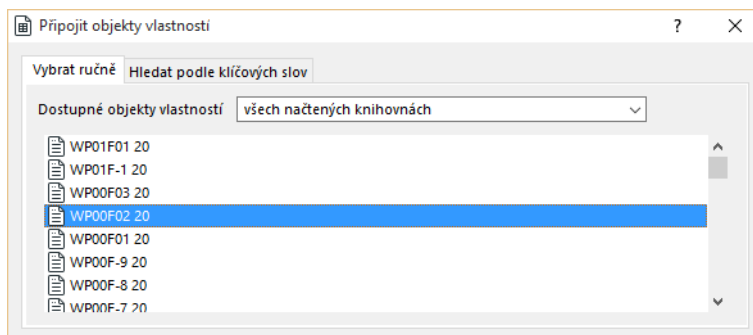 Připojit objekty vlastností
Vybrat ručně Hledat podle klíčových slov
Dostupné objekty vlastností všech načtených knihovnách
WP01F01 20
WP01F-1 20
WP00F03 20
WP00F02 20
WP00F01 20
WP00F-9 20
WP00F-8 20
WP00F-7 20